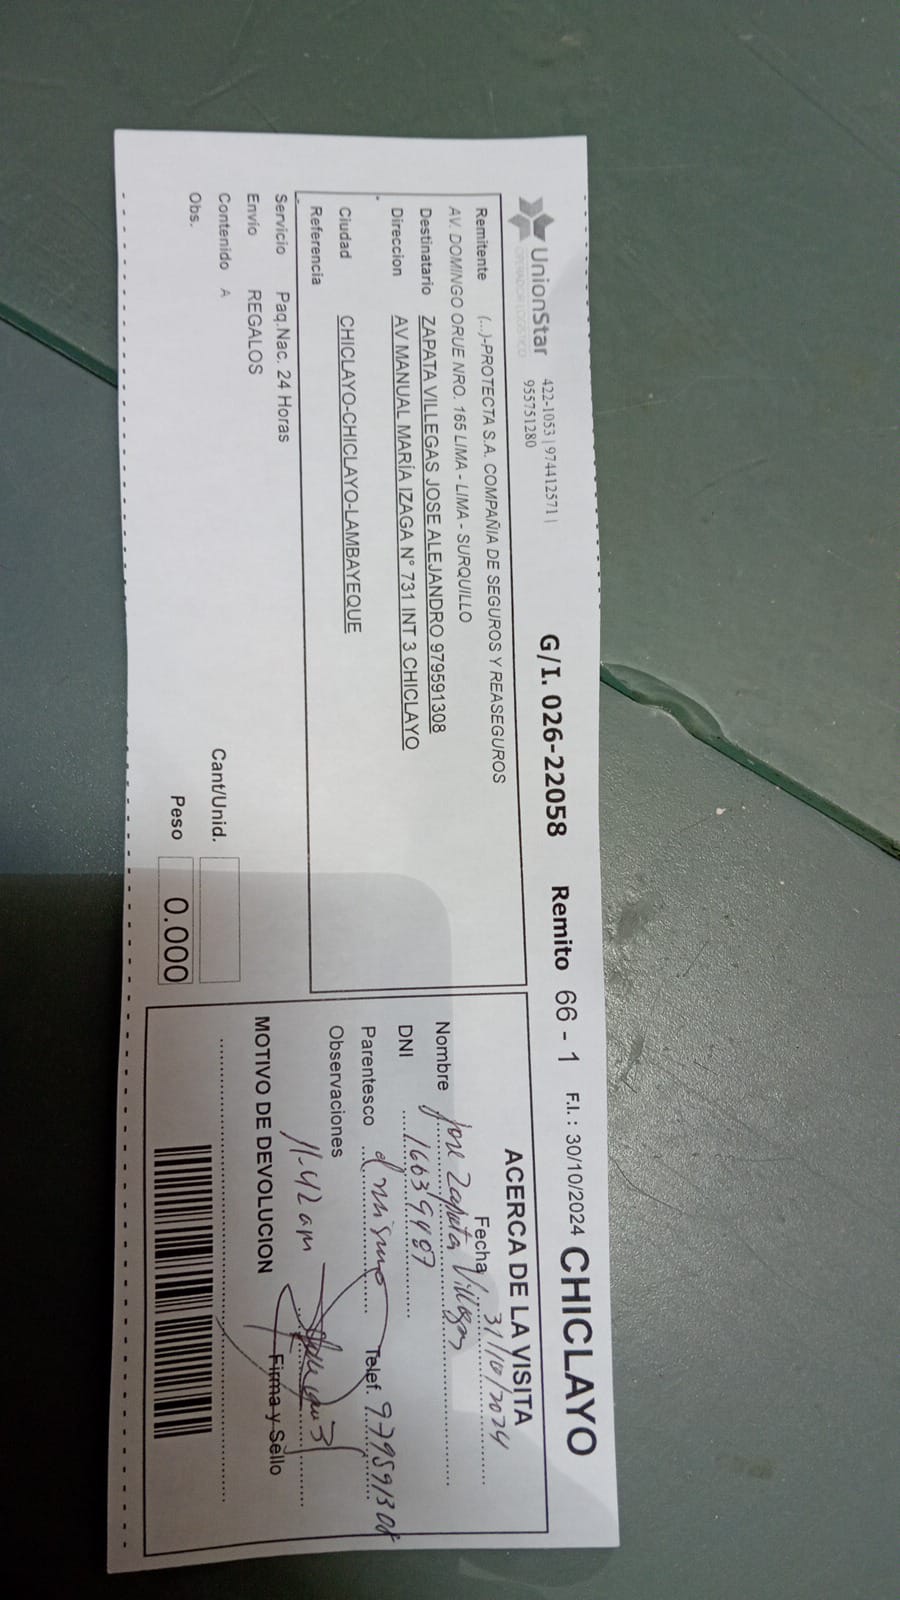 UnionStar
OPERADOR LOGISTICO
422-1053 | 974412571 |
955751280
G/I. 026-22058
Remito 66 - 1
F.I.: 30/10/2024
CHICLAYO
Remitente (...)-PROTECTA S.A. COMPAÑIA DE SEGUROS Y REASEGUROS
AV. DOMINGO ORUE NRO. 165 LIMA - LIMA - SURQUILLO
Destinatario ZAPATA VILLEGAS JOSE ALEJANDRO 979591308
Direccion AV MANUAL MARÍA IZAGA N° 731 INT 3 CHICLAYO
Ciudad CHICLAYO-CHICLAYO-LAMBAYEQUE
Referencia
Servicio Paq.Nac. 24 Horas
Envio REGALOS
Contenido A
Obs.
Cant/Unid.
Peso 0.000
ACERCA DE LA VISITA
Fecha 31/10/2024
Nombre Jose Zapata Villegas
DNI 16639487
Parentesco el mismo Telef. 979591308
Observaciones
11:42 am
Firma y Sello
MOTIVO DE DEVOLUCION